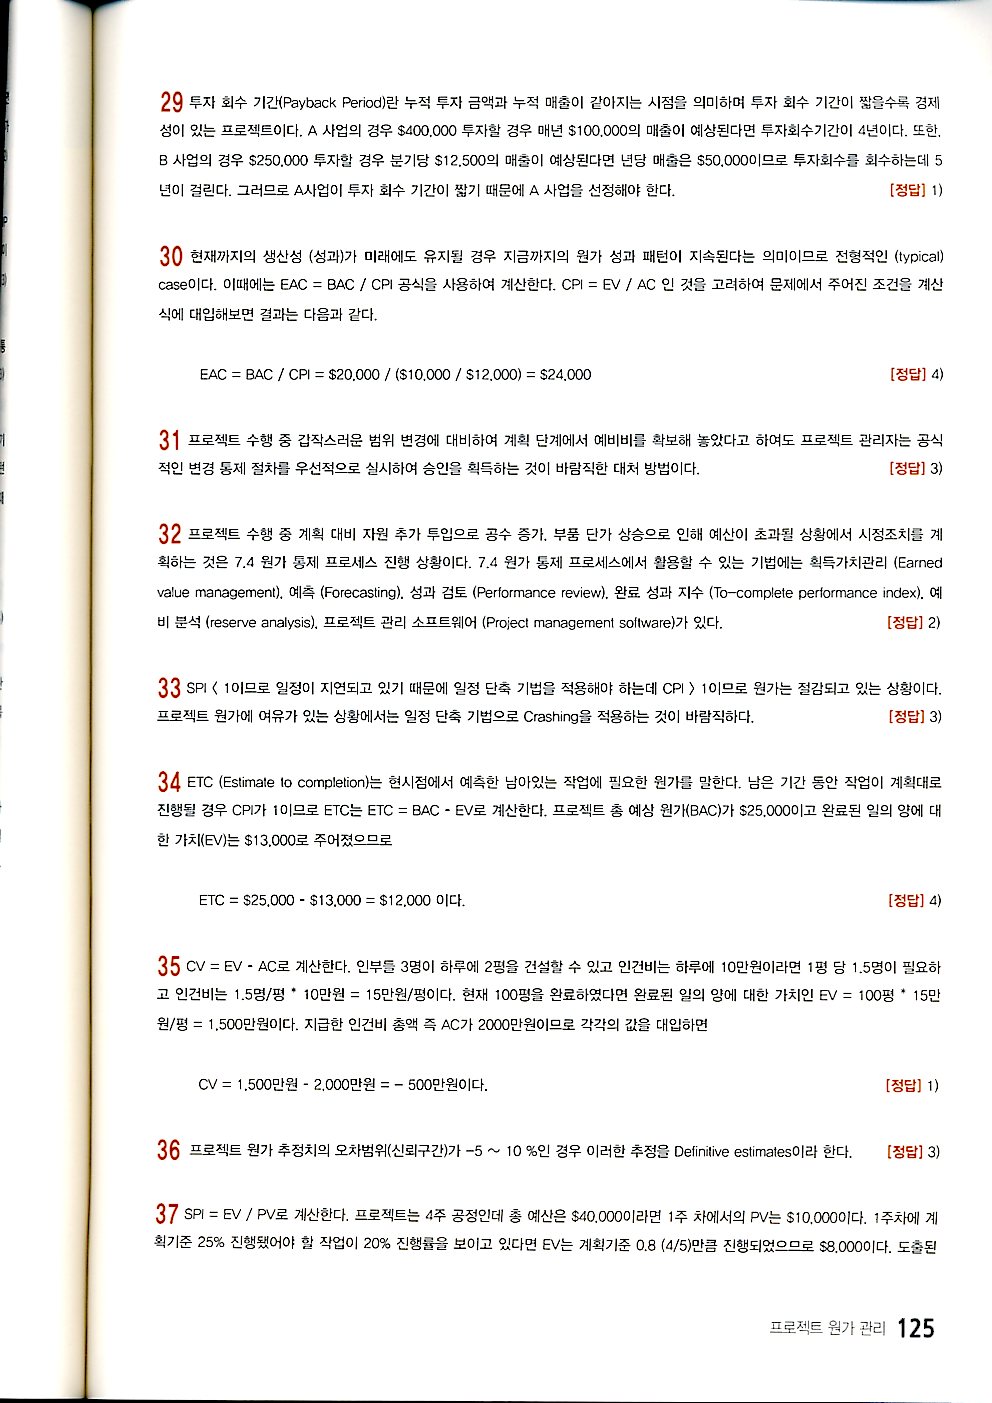 29 투자 회수 기간(Payback Period)란 누적 투자 금액과 누적 매출이 같아지는 시점을 의미하며 투자 회수 기간이 짧을수록 경제
성이 있는 프로젝트이다. A 사업의 경우 $400,000 투자할 경우 매년 $100,000의 매출이 예상된다면 투자회수기간이 4년이다. 또한,
B 사업의 경우 $250,000 투자할 경우 분기당 $12,500의 매출이 예상된다면 년당 매출은 $50,000이므로 투자회수를 회수하는데 5
년이 걸린다. 그러므로 A사업이 투자 회수 기간이 짧기 때문에 A 사업을 선정해야 한다. [정답] 1)
30 현재까지의 생산성 (성과)가 미래에도 유지될 경우 지금까지의 원가 성과 패턴이 지속된다는 의미이므로 전형적인 (typical)
case이다. 이때에는 EAC = BAC / CPI 공식을 사용하여 계산한다. CPI = EV / AC 인 것을 고려하여 문제에서 주어진 조건을 계산
식에 대입해보면 결과는 다음과 같다.
EAC = BAC / CPI = $20,000 / ($10,000 / $12,000) = $24,000 [정답] 4)
31 프로젝트 수행 중 갑작스러운 범위 변경에 대비하여 계획 단계에서 예비비를 확보해 놓았다고 하여도 프로젝트 관리자는 공식
적인 변경 통제 절차를 우선적으로 실시하여 승인을 획득하는 것이 바람직한 대처 방법이다. [정답] 3)
32 프로젝트 수행 중 계획 대비 자원 추가 투입으로 공수 증가, 부품 단가 상승으로 인해 예산이 초과될 상황에서 시정조치를 계
획하는 것은 7.4 원가 통제 프로세스 진행 상황이다. 7.4 원가 통제 프로세스에서 활용할 수 있는 기법에는 획득가치관리 (Earned
value management), 예측 (Forecasting), 성과 검토 (Performance review), 완료 성과 지수 (To-complete performance index), 예
비 분석 (reserve analysis), 프로젝트 관리 소프트웨어 (Project management software)가 있다. [정답] 2)
33 SPI < 1이므로 일정이 지연되고 있기 때문에 일정 단축 기법을 적용해야 하는데 CPI > 1이므로 원가는 절감되고 있는 상황이다.
프로젝트 원가에 여유가 있는 상황에서는 일정 단축 기법으로 Crashing을 적용하는 것이 바람직하다. [정답] 3)
34 ETC (Estimate to completion)는 현시점에서 예측한 남아있는 작업에 필요한 원가를 말한다. 남은 기간 동안 작업이 계획대로
진행될 경우 CPI가 1이므로 ETC는 ETC = BAC - EV로 계산한다. 프로젝트 총 예상 원가(BAC)가 $25,000이고 완료된 일의 양에 대
한 가치(EV)는 $13,000로 주어졌으므로
ETC = $25,000 - $13,000 = $12,000 이다. [정답] 4)
35 CV = EV - AC로 계산한다. 인부들 3명이 하루에 2평을 건설할 수 있고 인건비는 하루에 10만원이라면 1평 당 1.5명이 필요하
고 인건비는 1.5명/평 * 10만원 = 15만원/평이다. 현재 100평을 완료하였다면 완료된 일의 양에 대한 가치인 EV = 100평 * 15만
원/평 = 1,500만원이다. 지급한 인건비 총액 즉 AC가 2000만원이므로 각각의 값을 대입하면
CV = 1,500만원 - 2,000만원 = - 500만원이다. [정답] 1)
36 프로젝트 원가 추정치의 오차범위(신뢰구간)가 -5 ~ 10 %인 경우 이러한 추정을 Definitive estimates이라 한다. [정답] 3)
37 SPI = EV / PV로 계산한다. 프로젝트는 4주 공정인데 총 예산은 $40,000이라면 1주 차에서의 PV는 $10,000이다. 1주차에 계
획기준 25% 진행됐어야 할 작업이 20% 진행률을 보이고 있다면 EV는 계획기준 0.8 (4/5)만큼 진행되었으므로 $8,000이다. 도출된
프로젝트 원가 관리 125